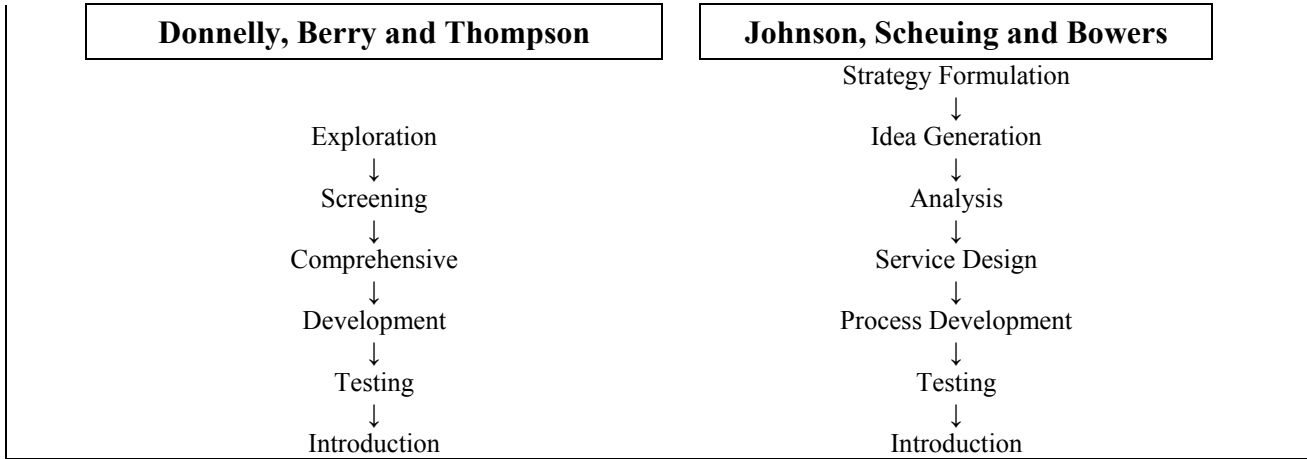 Donnelly, Berry and Thompson
Exploration
↓
Screening
↓
Comprehensive
↓
Development
↓
Testing
↓
Introduction
Johnson, Scheuing and Bowers
Strategy Formulation
↓
Idea Generation
↓
Analysis
↓
Service Design
↓
Process Development
↓
Testing
↓
Introduction